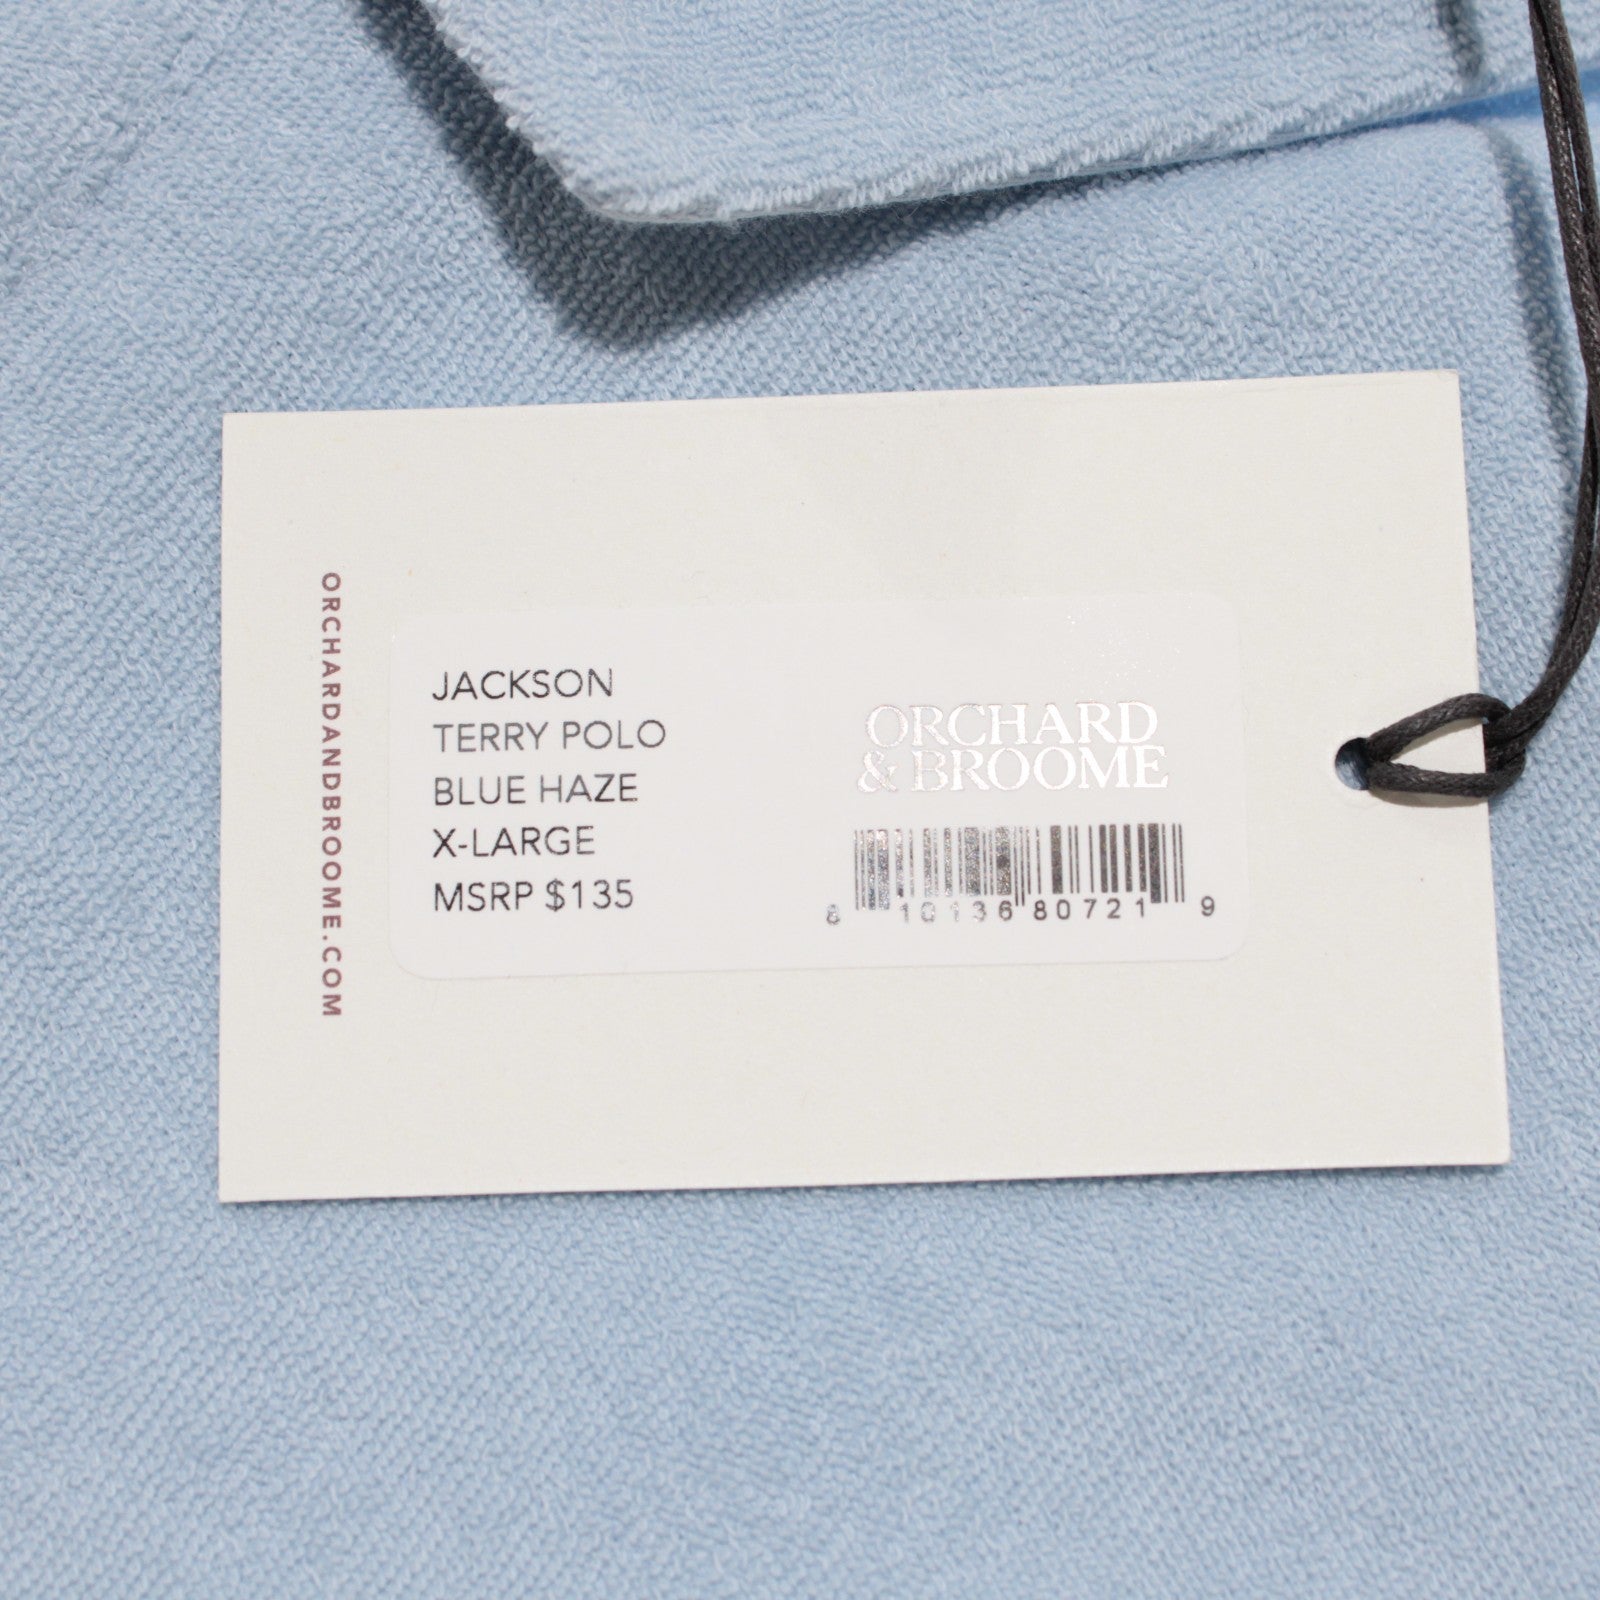 ORCHARDANDBROOME.COM
JACKSON
TERRY POLO
BLUE HAZE
X-LARGE
MSRP $135
ORCHARD
& BROOME
8 10136 80721 9